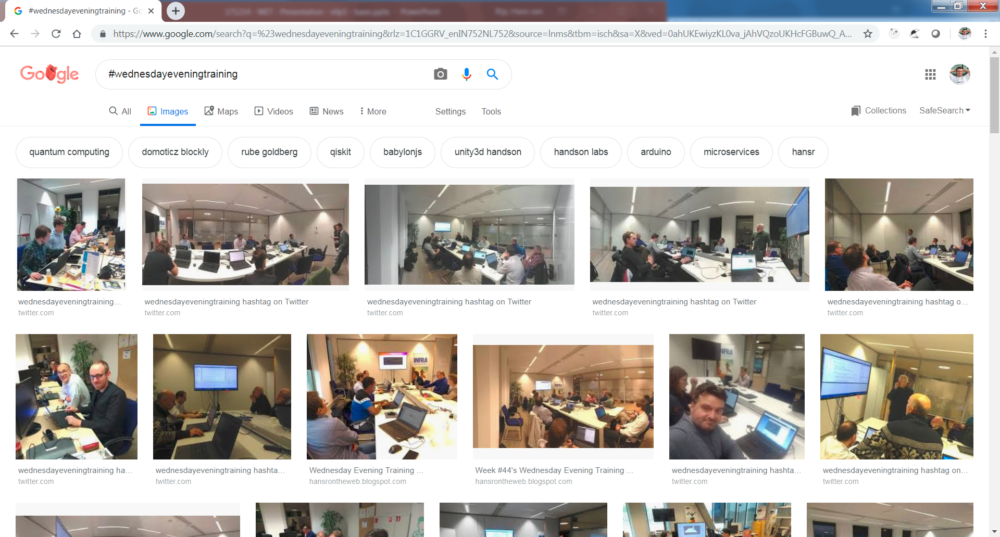 #wednesdayeveningtraining - Go
https://www.google.com/search?q=%23wednesdayeveningtraining&rlz=1C1GGRV_enIN752NL752&source=lnms&tbm=isch&sa=X&ved=0ahUKEwiyzKL0va_jAhVQzoUKHcFGBuwQ_A...
Google
#wednesdayeveningtraining
All Images Maps Videos News More Settings Tools Collections SafeSearch
quantum computing domoticz blockly rube goldberg qiskit babylonjs unity3d handson handson labs arduino microservices hansr
wednesdayeveningtraining... wednesdayeveningtraining hashtag on Twitter wednesdayeveningtraining hashtag on Twitter wednesdayeveningtraining hashtag on Twitter wednesdayeveningtraining hashtag o...
twitter.com twitter.com twitter.com twitter.com twitter.com
INFRA
INFRA
wednesdayeveningtraining ha... wednesdayeveningtraining hashta... Wednesday Evening Training ... Week #44's Wednesday Evening Training ... wednesdayeveningtraining hashta... wednesdayeveningtraining hashtag on...
twitter.com twitter.com hansrontheweb.blogspot.com hansrontheweb.blogspot.com twitter.com twitter.com